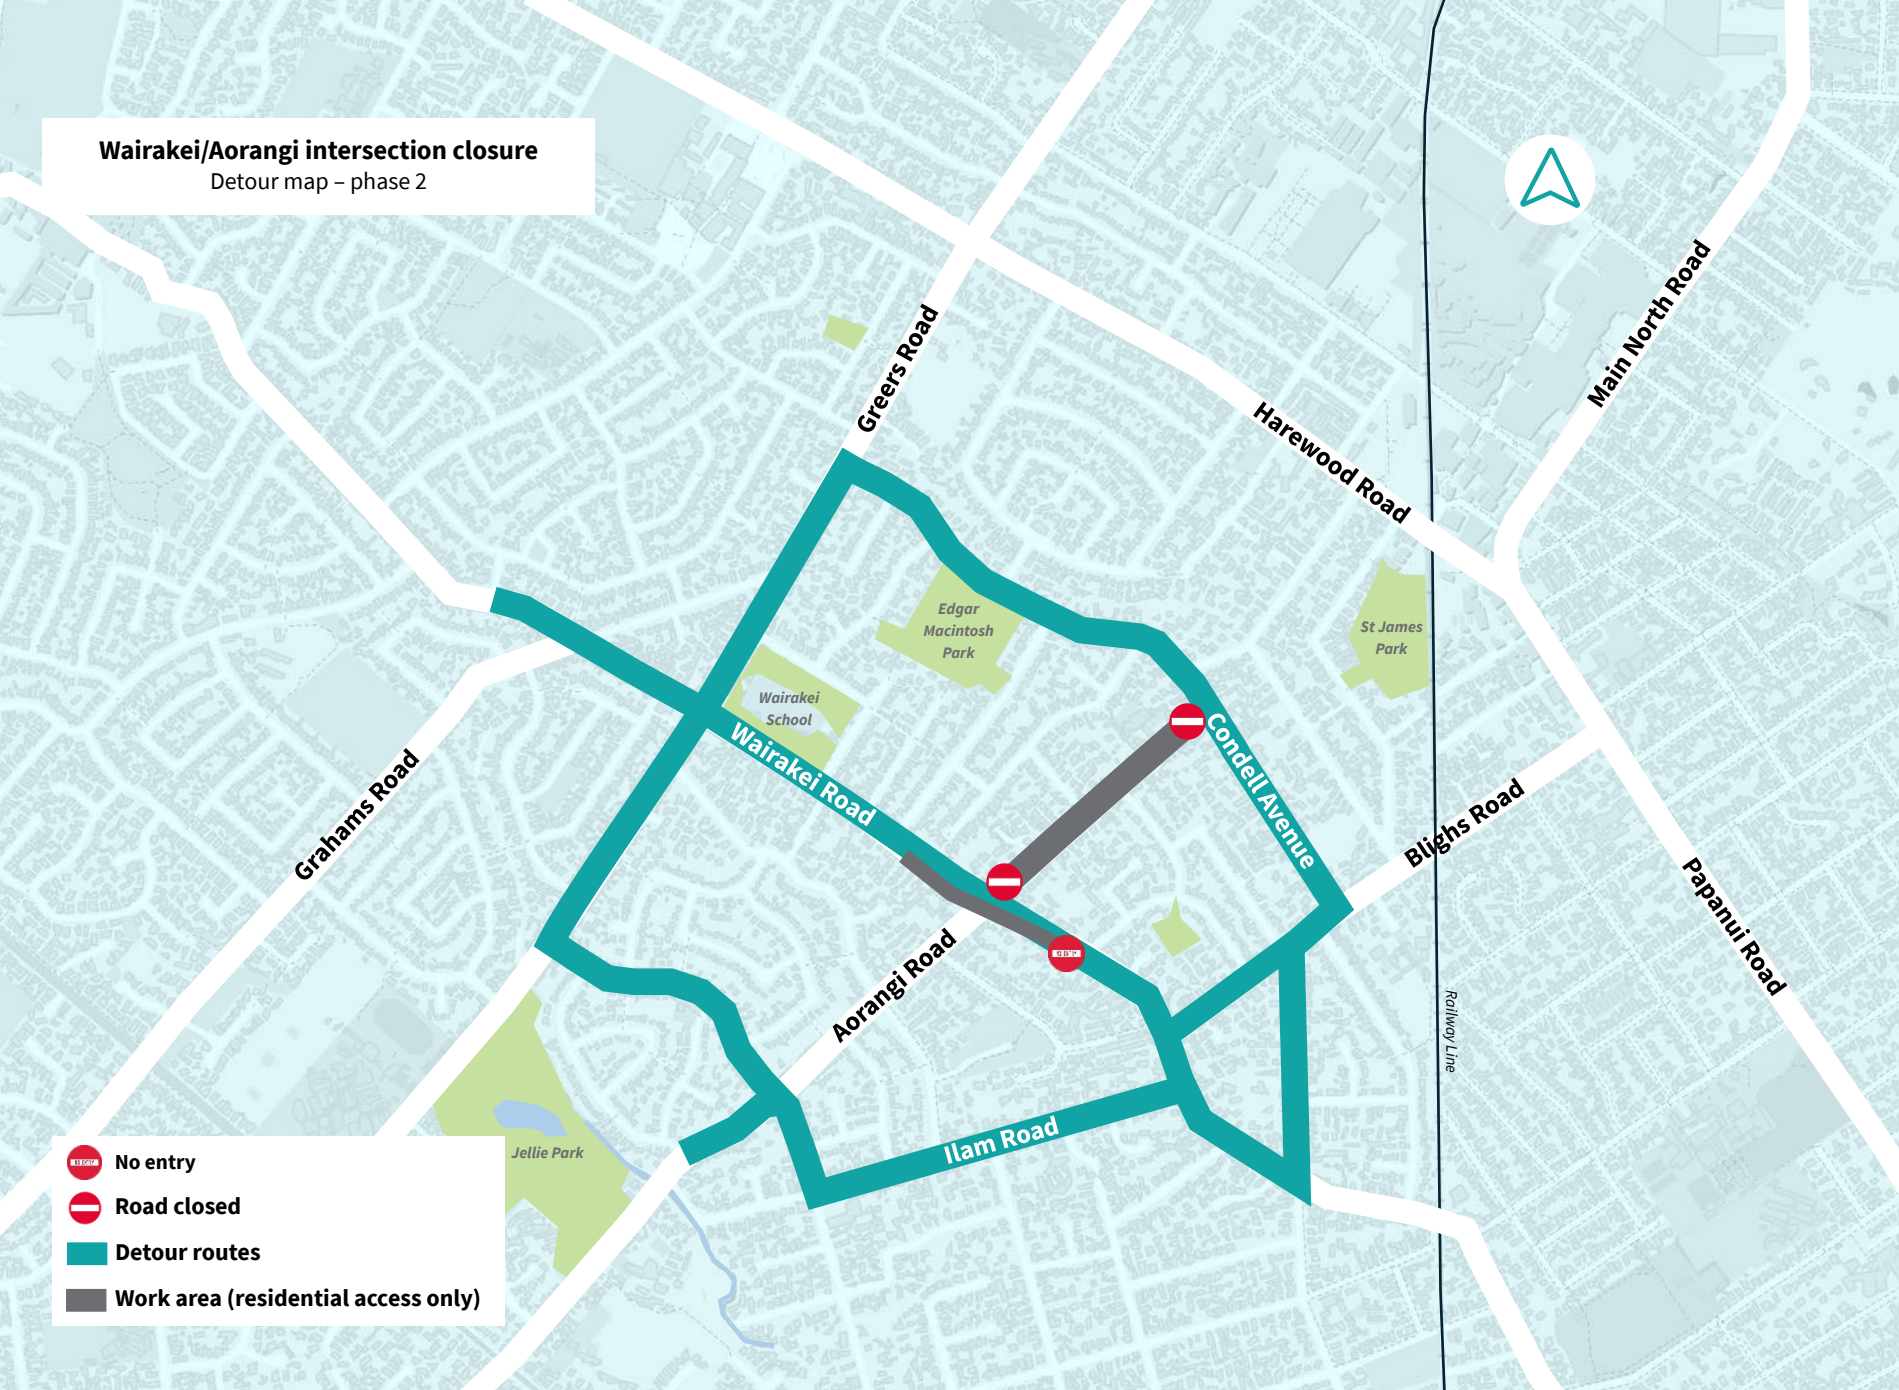 Wairakei/Aorangi intersection closure
Detour map – phase 2
Main North Road
Greers Road
Harewood Road
Edgar
Macintosh
Park
St James
Park
Wairakei
School
Wairakei Road
Condell Avenue
Grahams Road
Blighs Road
Papanui Road
Aorangi Road
Railway Line
Ilam Road
Jellie Park
NO ENTRY
No entry
Road closed
Detour routes
Work area (residential access only)